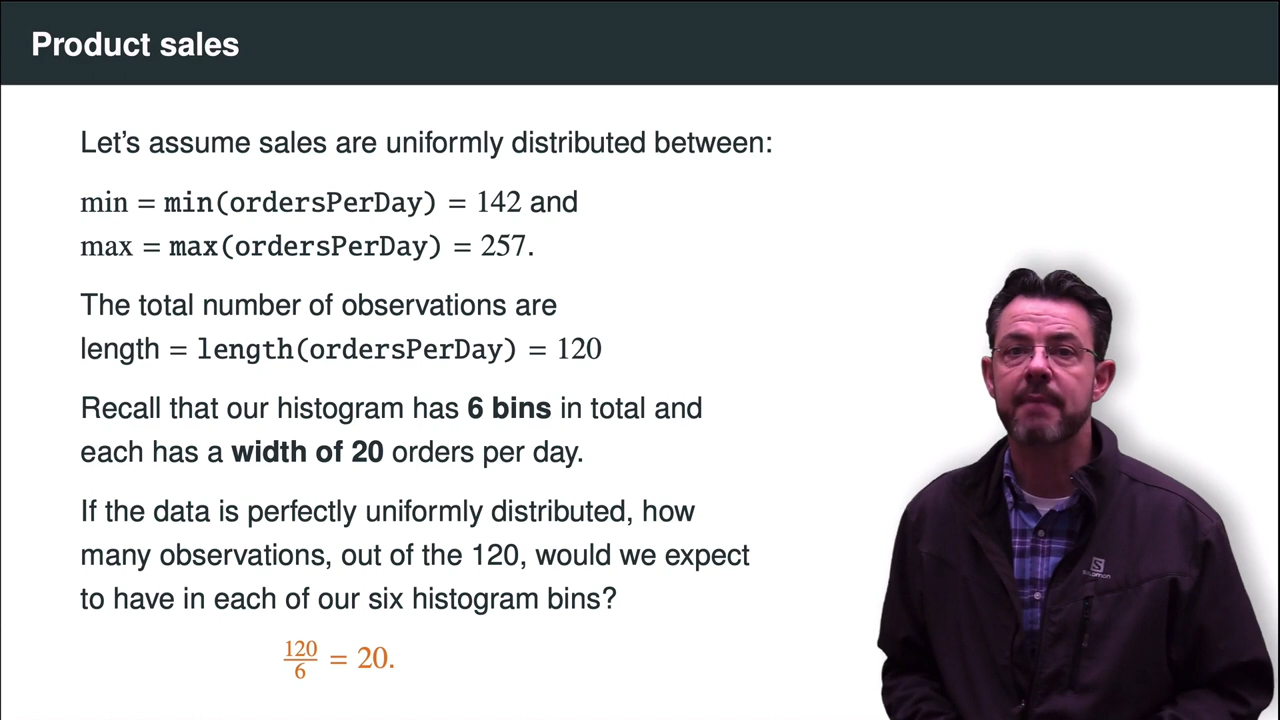 Product sales
Let's assume sales are uniformly distributed between:
min = min(ordersPerDay) = 142 and
max = max(ordersPerDay) = 257.
The total number of observations are
length = length(ordersPerDay) = 120
Recall that our histogram has 6 bins in total and
each has a width of 20 orders per day.
If the data is perfectly uniformly distributed, how
many observations, out of the 120, would we expect
to have in each of our six histogram bins?
120/6 = 20.
S
SALOMON